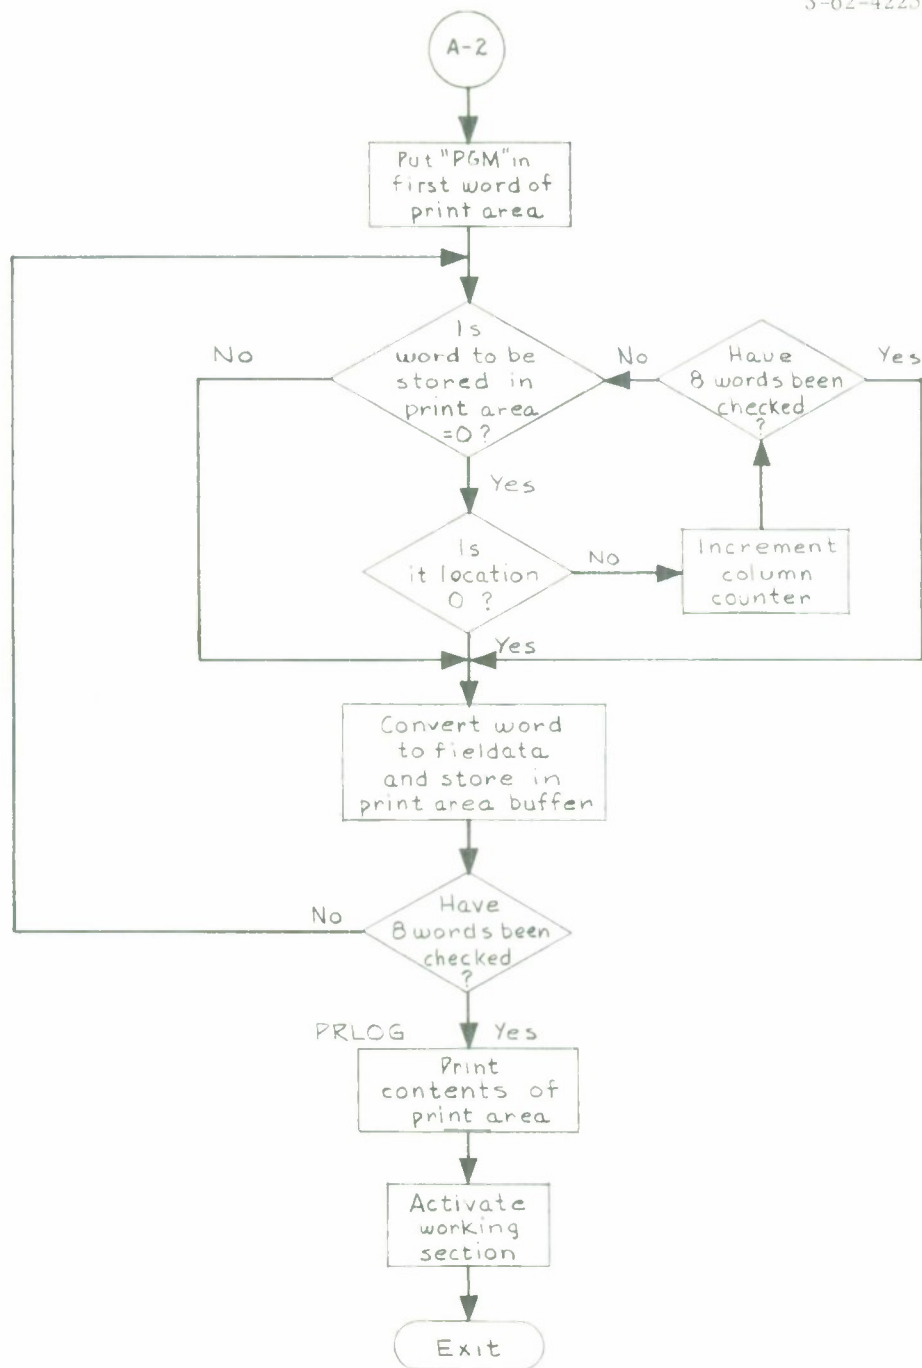 3-62-4225
A-2
Put "PGM" in
first word of
print area
Is
word to be
stored in
print area
=0?
No
Yes
No
Have
8 words been
checked
?
Yes
Is
it location
0 ?
No
Increment
column
counter
Yes
Convert word
to fieldata
and store in
print area buffer
No
Have
8 words been
checked
?
PRLOG
Yes
Print
contents of
print area
Activate
working
section
Exit